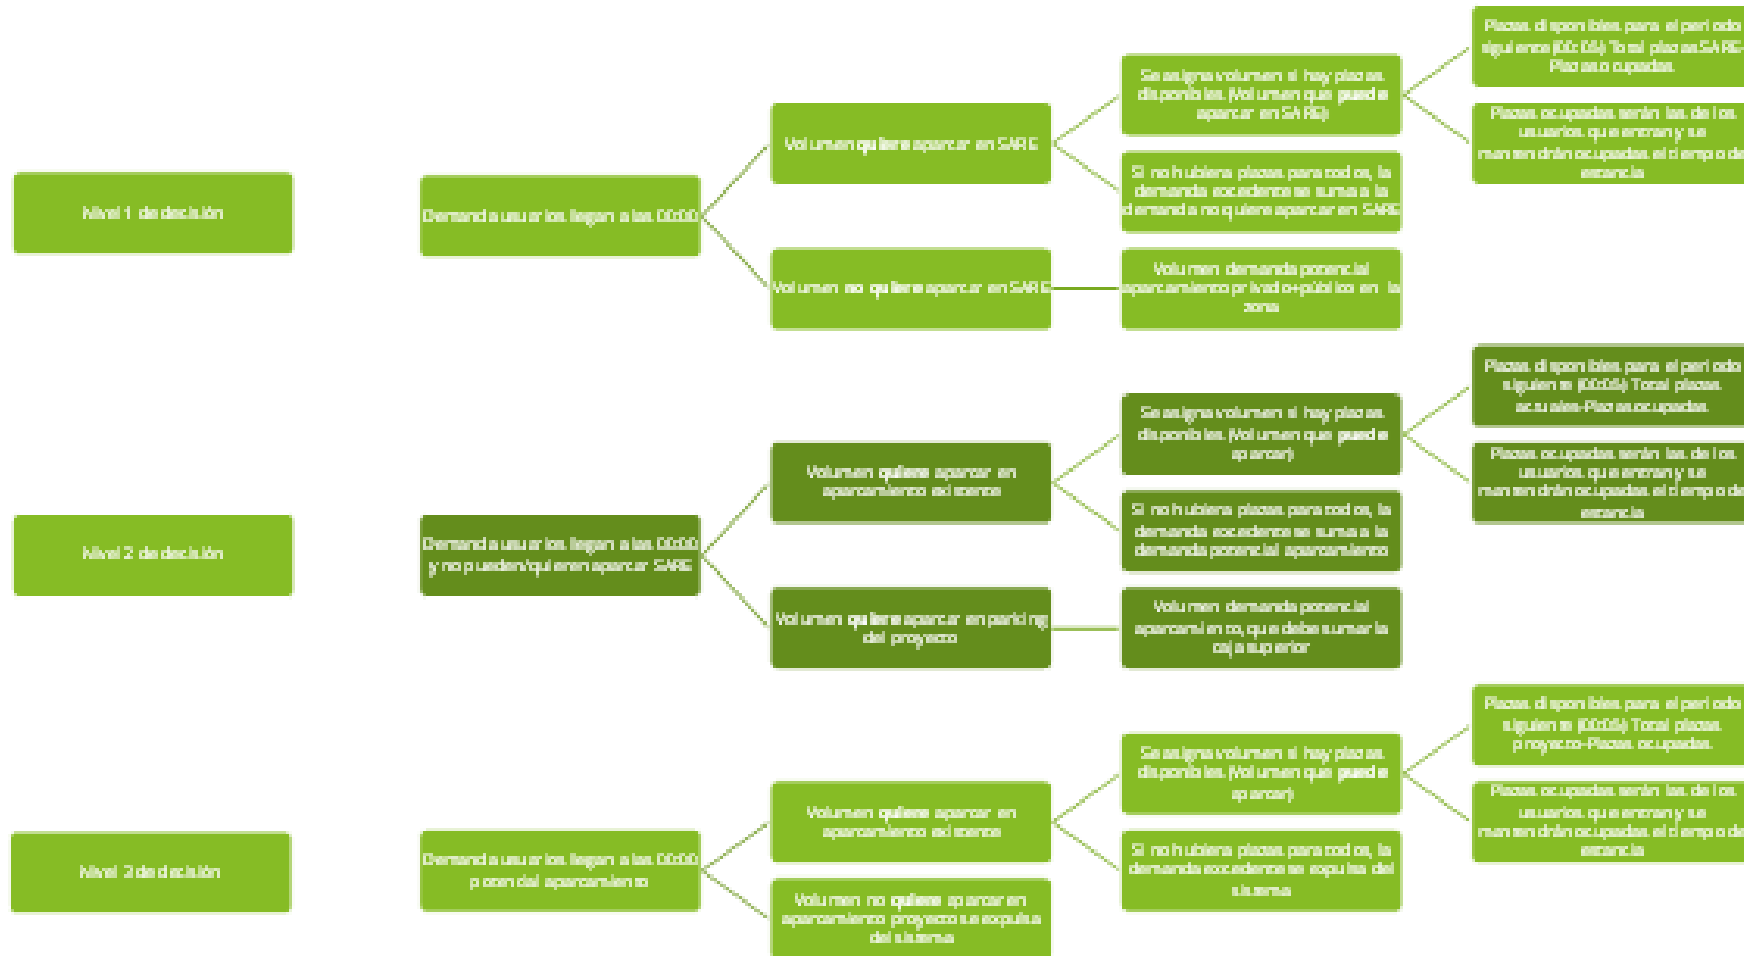 Nivel 1 de decisión
Demanda usuarios llegan a las 00:00
Volumen quiere aparcar en SARE
Se asigna volumen si hay plazas
disponibles (Volumen que puede
aparcar en SARE)
Plazas disponibles para el periodo
siguiente (00:05) Total plazas SARE-
Plazas ocupadas
Plazas ocupadas serán las de los
usuarios que entran y se
mantendrán ocupadas el tiempo de
estancia
Si no hubiera plazas para todos, la
demanda excedente se suma a la
demanda no quiere aparcar en SARE
Volumen no quiere aparcar en SARE
Volumen demanda potencial
aparcamiento privado+público en la
zona
Nivel 2 de decisión
Demanda usuarios llegan a las 00:00
y no pueden/quieren aparcar SARE
Volumen quiere aparcar en
aparcamiento existente
Se asigna volumen si hay plazas
disponibles (Volumen que puede
aparcar)
Plazas disponibles para el periodo
siguiente (00:05) Total plazas
actuales-Plazas ocupadas
Plazas ocupadas serán las de los
usuarios que entran y se
mantendrán ocupadas el tiempo de
estancia
Si no hubiera plazas para todos, la
demanda excedente se suma a la
demanda potencial aparcamiento
Volumen quiere aparcar en parking
del proyecto
Volumen demanda potencial
aparcamiento, que debe sumar la
caja superior
Nivel 3 de decisión
Demanda usuarios llegan a las 00:00
potencial aparcamiento
Volumen quiere aparcar en
aparcamiento existente
Se asigna volumen si hay plazas
disponibles (Volumen que puede
aparcar)
Plazas disponibles para el periodo
siguiente (00:05) Total plazas
proyecto-Plazas ocupadas
Plazas ocupadas serán las de los
usuarios que entran y se
mantendrán ocupadas el tiempo de
estancia
Si no hubiera plazas para todos, la
demanda excedente se expulsa del
sistema
Volumen no quiere aparcar en
aparcamiento proyecto se expulsa
del sistema